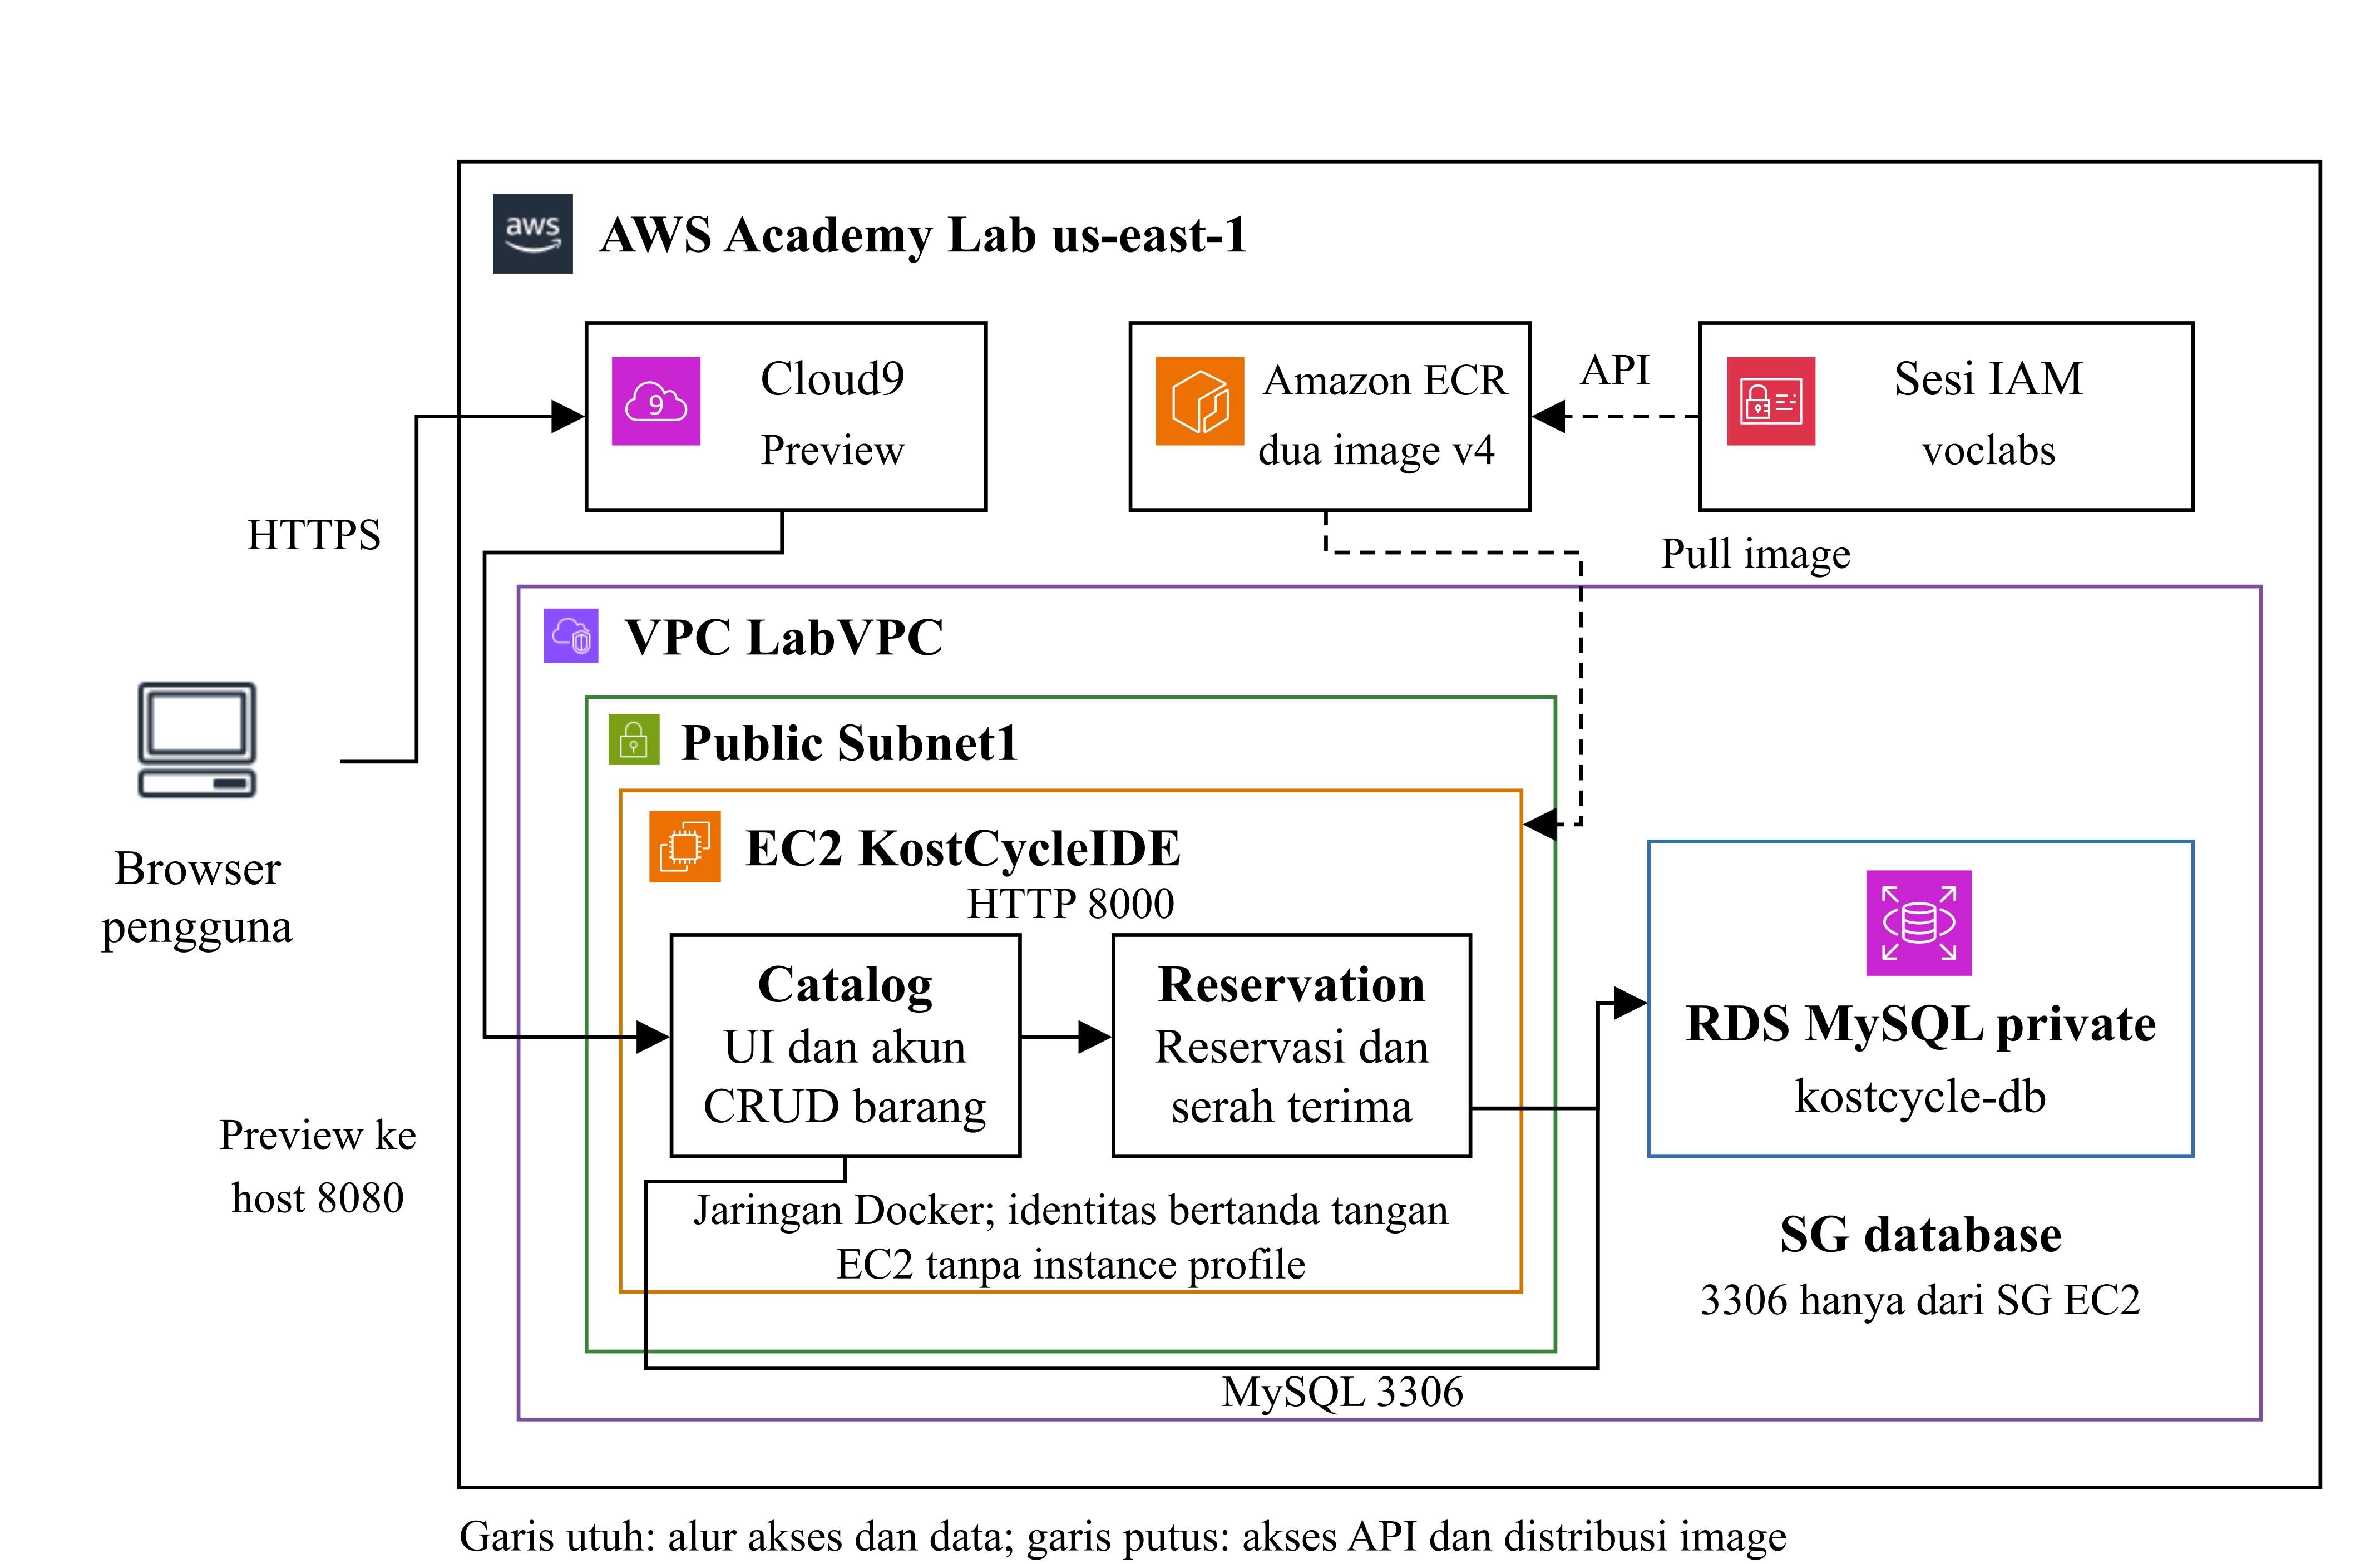 aws
AWS Academy Lab us-east-1
Cloud9
Preview
9
Amazon ECR
dua image v4
API
Sesi IAM
voclabs
HTTPS
Pull image
VPC LabVPC
Public Subnet1
EC2 KostCycleIDE
HTTP 8000
Browser
pengguna
Catalog
UI dan akun
CRUD barang
Reservation
Reservasi dan
serah terima
RDS MySQL private
kostcycle-db
Preview ke
host 8080
Jaringan Docker; identitas bertanda tangan
EC2 tanpa instance profile
SG database
3306 hanya dari SG EC2
MySQL 3306
Garis utuh: alur akses dan data; garis putus: akses API dan distribusi image